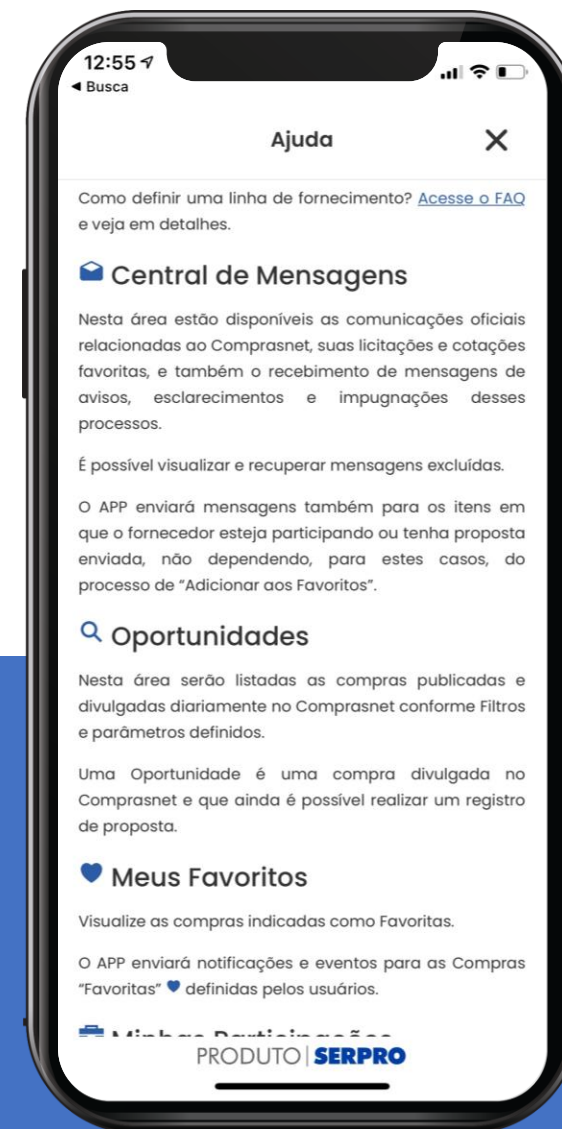 12:55
◄ Busca
Ajuda
Como definir uma linha de fornecimento? Acesse o FAQ
e veja em detalhes.
Central de Mensagens
Nesta área estão disponíveis as comunicações oficiais
relacionadas ao Comprasnet, suas licitações e cotações
favoritas, e também o recebimento de mensagens de
avisos, esclarecimentos e impugnações desses
processos.
É possível visualizar e recuperar mensagens excluídas.
O APP enviará mensagens também para os itens em
que o fornecedor esteja participando ou tenha proposta
enviada, não dependendo, para estes casos, do
processo de “Adicionar aos Favoritos”.
Oportunidades
Nesta área serão listadas as compras publicadas e
divulgadas diariamente no Comprasnet conforme Filtros
e parâmetros definidos.
Uma Oportunidade é uma compra divulgada no
Comprasnet e que ainda é possível realizar um registro
de proposta.
Meus Favoritos
Visualize as compras indicadas como Favoritas.
O APP enviará notificações e eventos para as Compras
“Favoritas” definidas pelos usuários.
Minhas Participações
PRODUTO | SERPRO